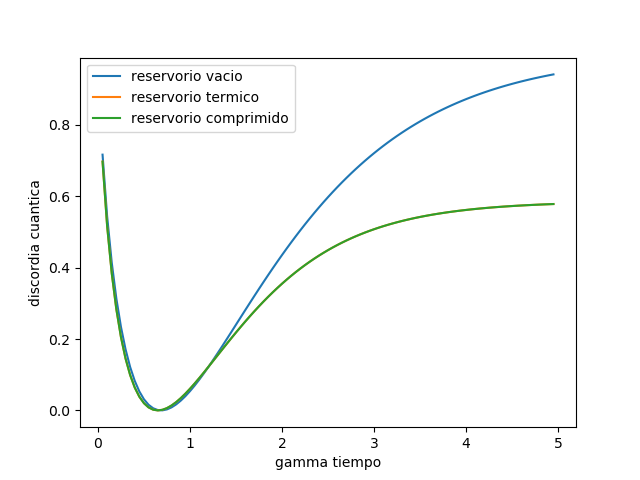 reservorio vacio
reservorio termico
reservorio comprimido
discordia cuantica
0.8
0.6
0.4
0.2
0.0
0 1 2 3 4 5
gamma tiempo